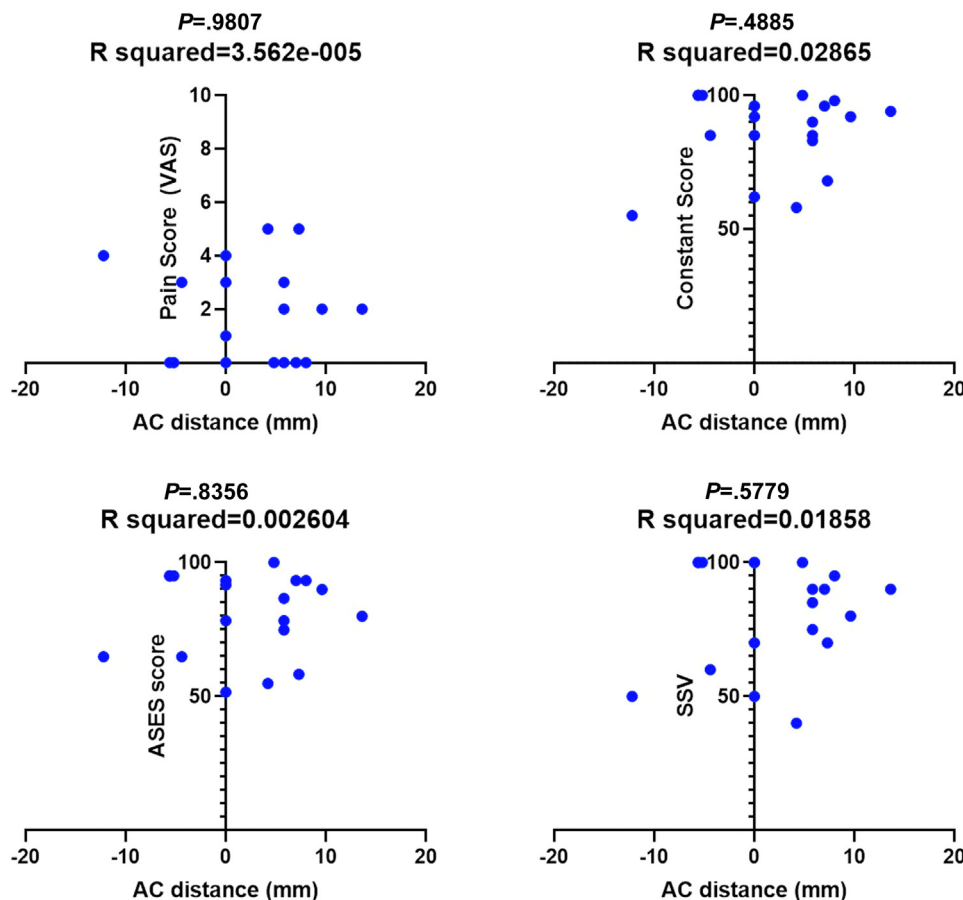 P=.9807
R squared=3.562e-005
10
8
6
4
2
Pain Score (VAS)
-20 -10 0 10 20
AC distance (mm)
P=.4885
R squared=0.02865
100
50
Constant Score
-20 -10 0 10 20
AC distance (mm)
P=.8356
R squared=0.002604
100
50
ASES score
-20 -10 0 10 20
AC distance (mm)
P=.5779
R squared=0.01858
100
50
SSV
-20 -10 0 10 20
AC distance (mm)